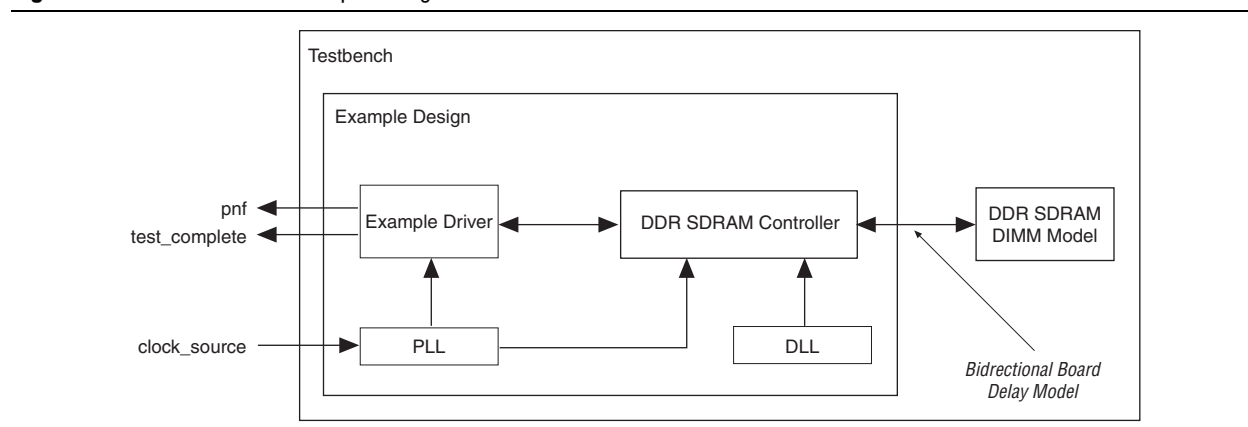 Testbench
Example Design
pnf
test_complete
Example Driver
DDR SDRAM Controller
DDR SDRAM
DIMM Model
clock_source
PLL
DLL
Bidrectional Board
Delay Model